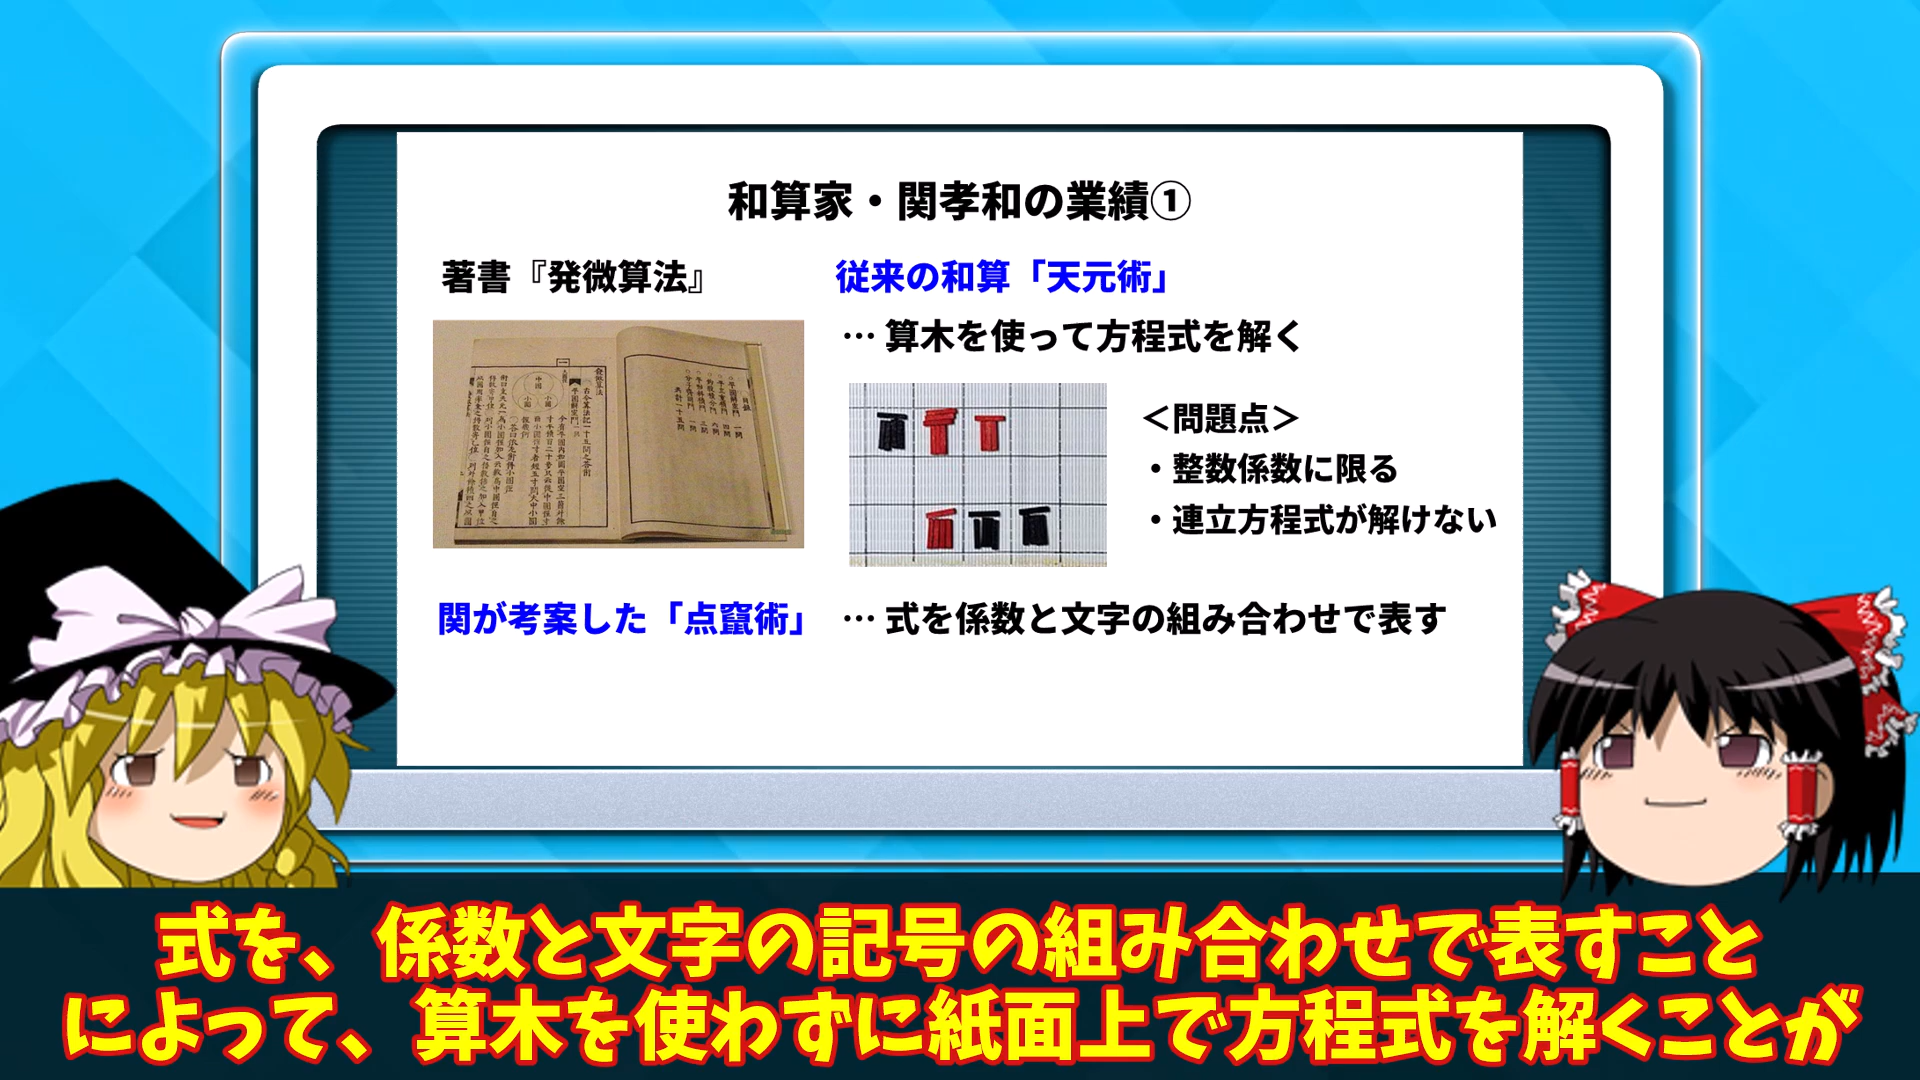 和算家・関孝和の業績①
著書『発微算法』
従来の和算「天元術」
… 算木を使って方程式を解く
＜問題点＞
・整数係数に限る
・連立方程式が解けない
関が考案した「点竄術」
… 式を係数と文字の組み合わせで表す
式を、係数と文字の記号の組み合わせで表すこと
によって、算木を使わずに紙面上で方程式を解くことが